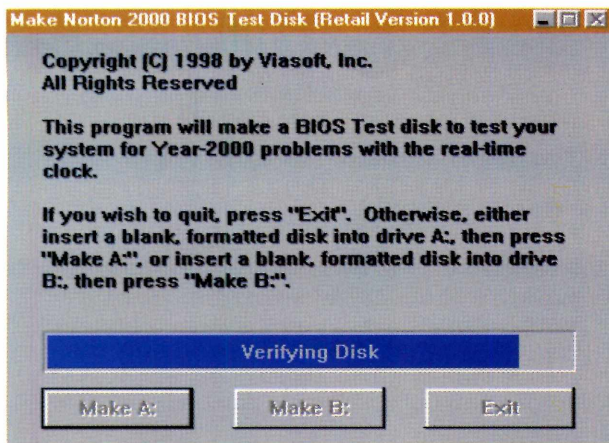 Make Norton 2000 BIOS Test Disk (Retail Version 1.0.0)
Copyright (C) 1998 by Viasoft, Inc.
All Rights Reserved
This program will make a BIOS Test disk to test your
system for Year-2000 problems with the real-time
clock.
If you wish to quit, press "Exit". Otherwise, either
insert a blank, formatted disk into drive A:, then press
"Make A:", or insert a blank, formatted disk into drive
B:, then press "Make B:".
Verifying Disk
Make A:
Make B:
Exit